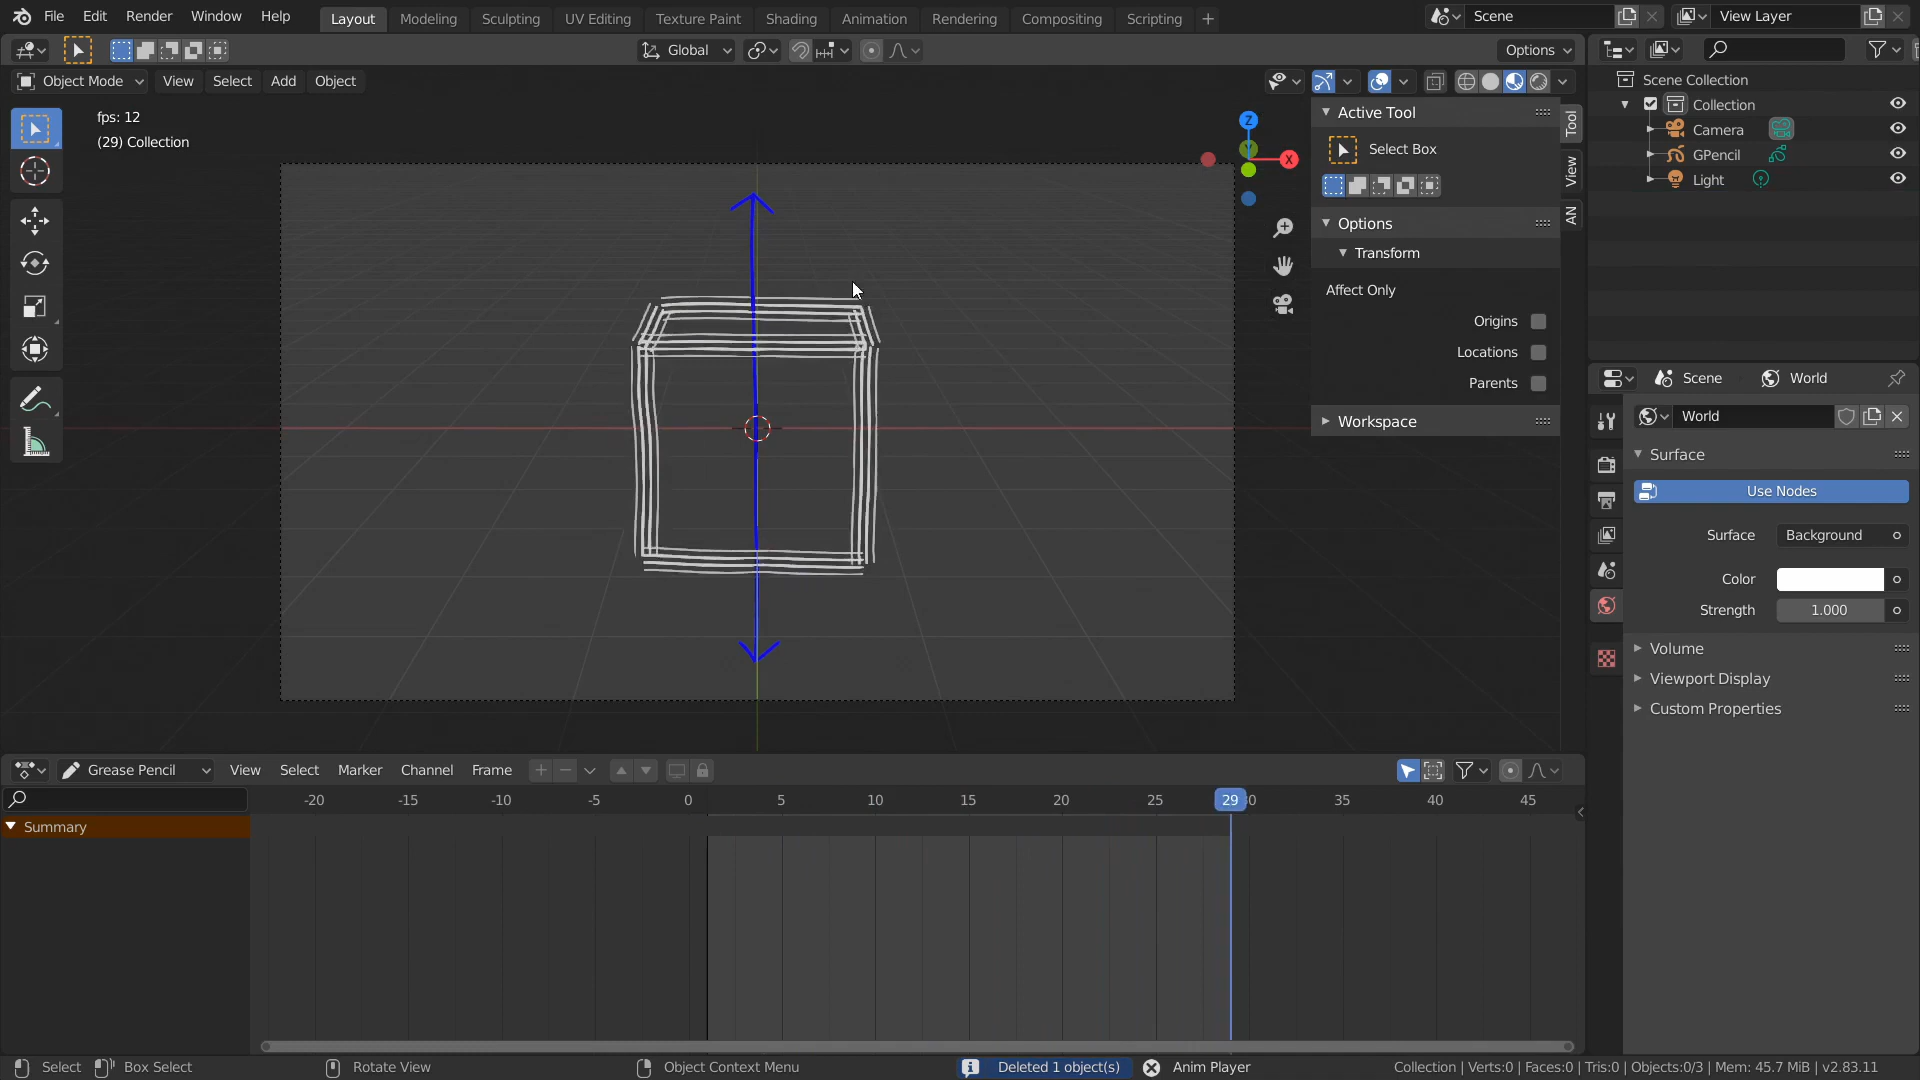 File Edit Render Window Help Layout Modeling Sculpting UV Editing Texture Paint Shading Animation Rendering Compositing Scripting + Scene View Layer
Global Options
Object Mode View Select Add Object
Scene Collection
Collection
Camera
GPencil
Light
fps: 12
(29) Collection
Z
X
Y
Active Tool
Select Box
Options
Transform
Affect Only
Origins
Locations
Parents
Workspace
Tool
View
AN
Scene World
World
Surface
Use Nodes
Surface Background
Color
Strength 1.000
Volume
Viewport Display
Custom Properties
Grease Pencil View Select Marker Channel Frame
-20 -15 -10 -5 0 5 10 15 20 25 29 35 40 45
Summary
Select Box Select Rotate View Object Context Menu Deleted 1 object(s) Anim Player Collection | Verts:0 | Faces:0 | Tris:0 | Objects:0/3 | Mem: 45.7 MiB | v2.83.11